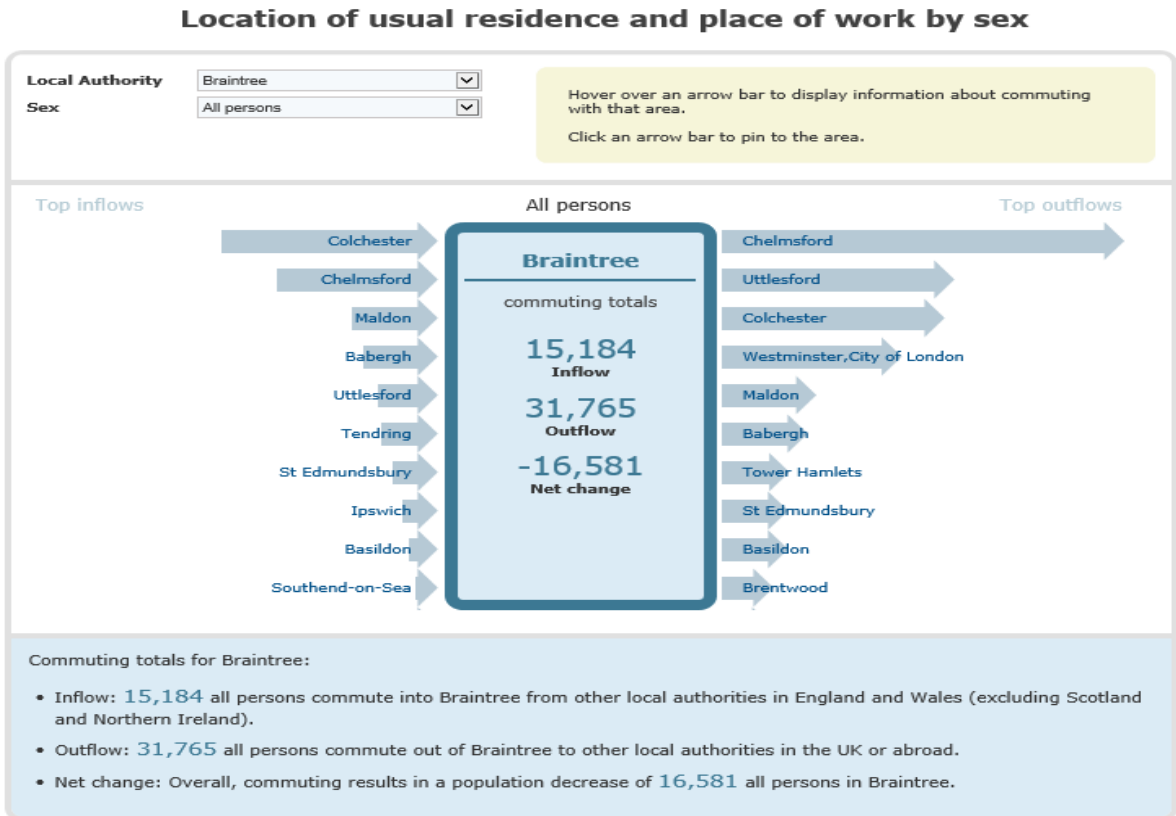 Location of usual residence and place of work by sex
Local Authority
Braintree
Sex
All persons
Hover over an arrow bar to display information about commuting
with that area.
Click an arrow bar to pin to the area.
Top inflows
All persons
Top outflows
Colchester
Chelmsford
Maldon
Babergh
Uttlesford
Tendring
St Edmundsbury
Ipswich
Basildon
Southend-on-Sea
Braintree
commuting totals
15,184
Inflow
31,765
Outflow
-16,581
Net change
Chelmsford
Uttlesford
Colchester
Westminster,City of London
Maldon
Babergh
Tower Hamlets
St Edmundsbury
Basildon
Brentwood
Commuting totals for Braintree:
• Inflow: 15,184 all persons commute into Braintree from other local authorities in England and Wales (excluding Scotland
and Northern Ireland).
• Outflow: 31,765 all persons commute out of Braintree to other local authorities in the UK or abroad.
• Net change: Overall, commuting results in a population decrease of 16,581 all persons in Braintree.